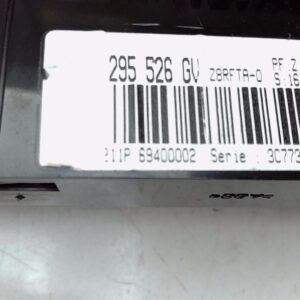 295 526 GV Z8RFTA-0 PF Z
S:16
211P 69400002 Serie : 3C773